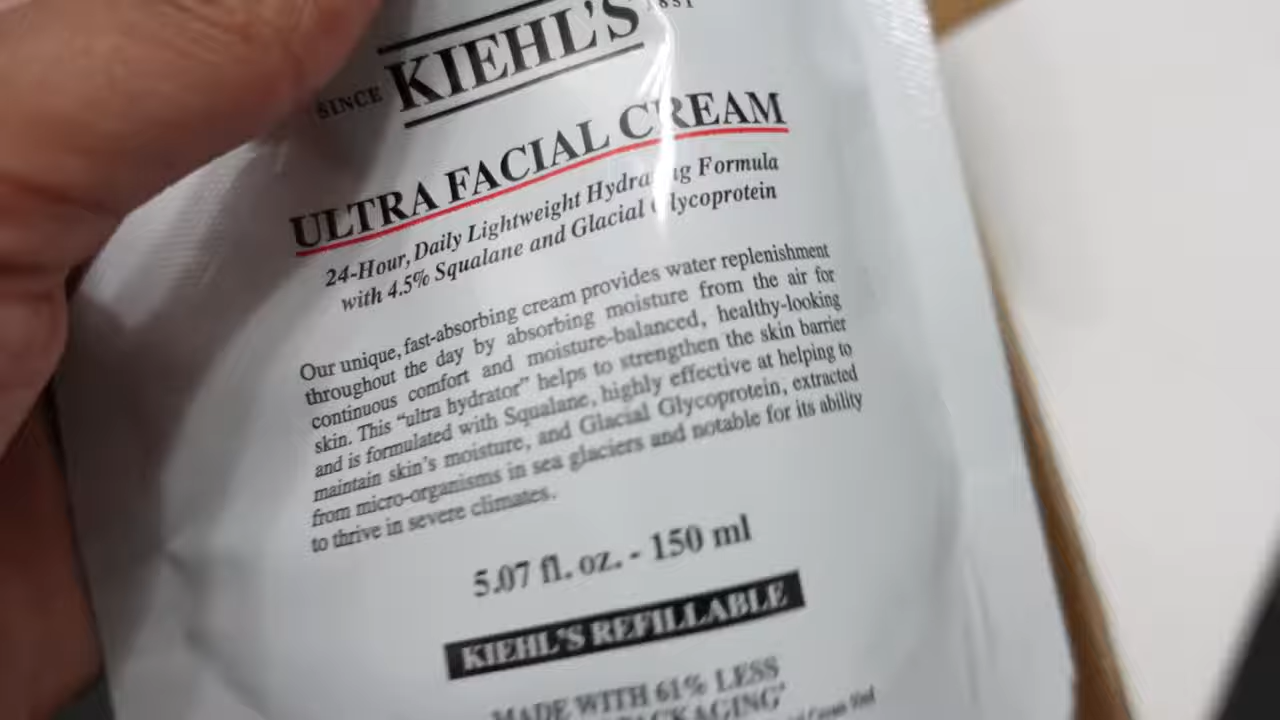 SINCE KIEHL'S 1851
ULTRA FACIAL CREAM
24-Hour, Daily Lightweight Hydrating Formula
with 4.5% Squalane and Glacial Glycoprotein
Our unique, fast-absorbing cream provides water replenishment
throughout the day by absorbing moisture from the air for
continuous comfort and moisture-balanced, healthy-looking
skin. This “ultra hydrator” helps to strengthen the skin barrier
and is formulated with Squalane, highly effective at helping to
maintain skin's moisture, and Glacial Glycoprotein, extracted
from micro-organisms in sea glaciers and notable for its ability
to thrive in severe climates.
5.07 fl. oz. - 150 ml
KIEHL'S REFILLABLE
MADE WITH 61% LESS
PACKAGING*